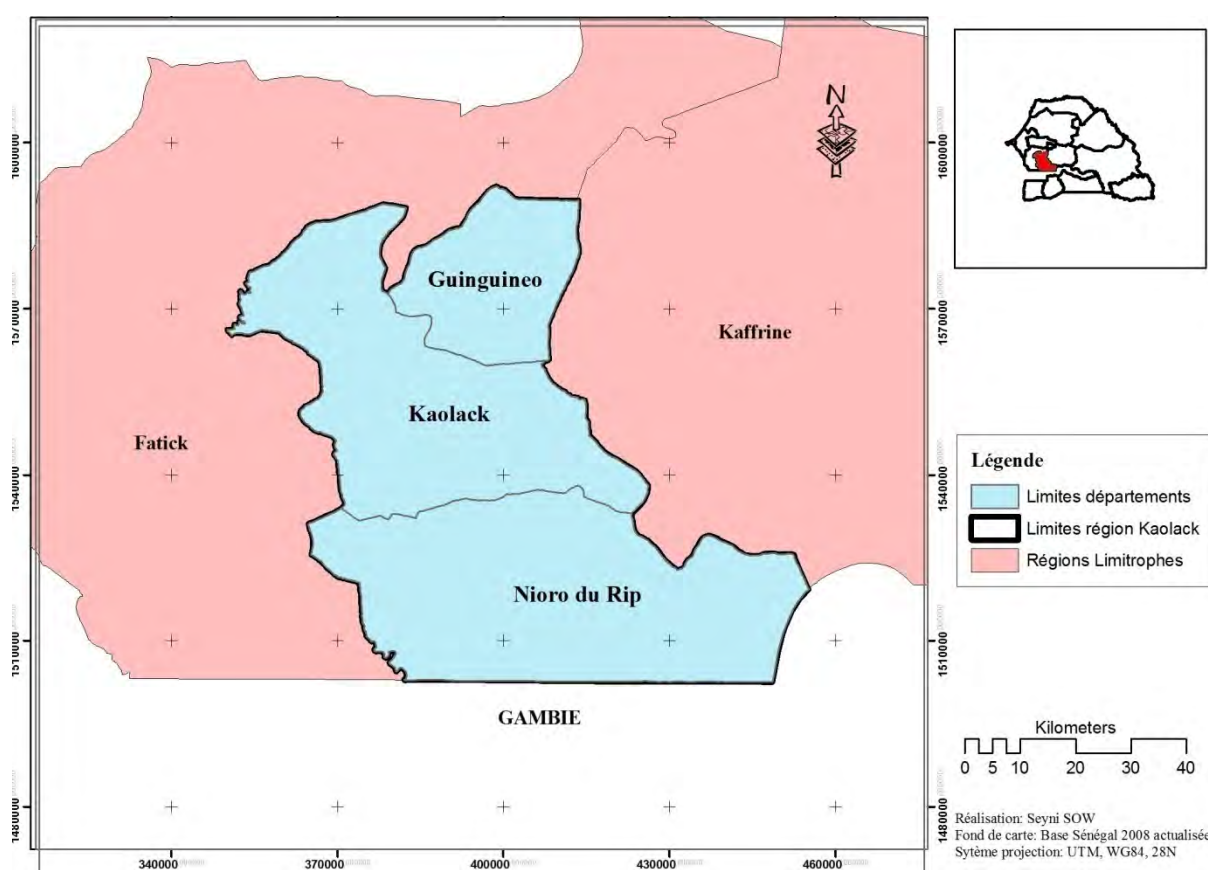 N
1600000
1600000
Guinguineo
1570000
1570000
Kaffrine
Kaolack
Fatick
1540000
1540000
Nioro du Rip
1510000
1510000
GAMBIE
1480000
1480000
340000
370000
400000
430000
460000
Légende
Limites départements
Limites région Kaolack
Régions Limitrophes
Kilometers
0 5 10 20 30 40
Réalisation: Seyni SOW
Fond de carte: Base Sénégal 2008 actualisée
Sytème projection: UTM, WG84, 28N